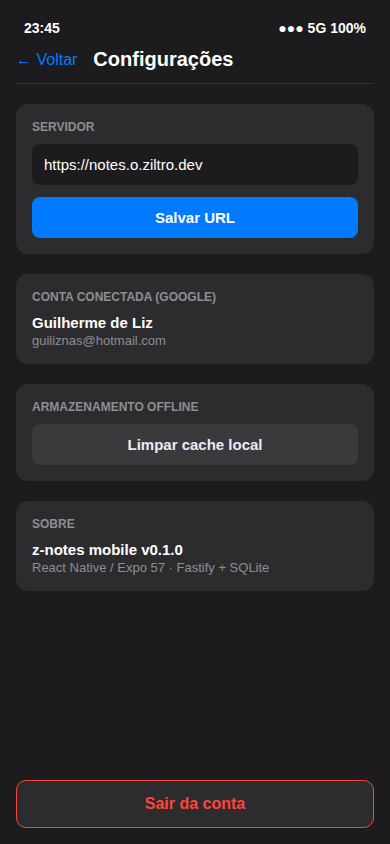 23:45
●●● 5G 100%
← Voltar
Configurações
SERVIDOR
https://notes.o.ziltro.dev
Salvar URL
CONTA CONECTADA (GOOGLE)
Guilherme de Liz
guiliznas@hotmail.com
ARMAZENAMENTO OFFLINE
Limpar cache local
SOBRE
z-notes mobile v0.1.0
React Native / Expo 57 · Fastify + SQLite
Sair da conta